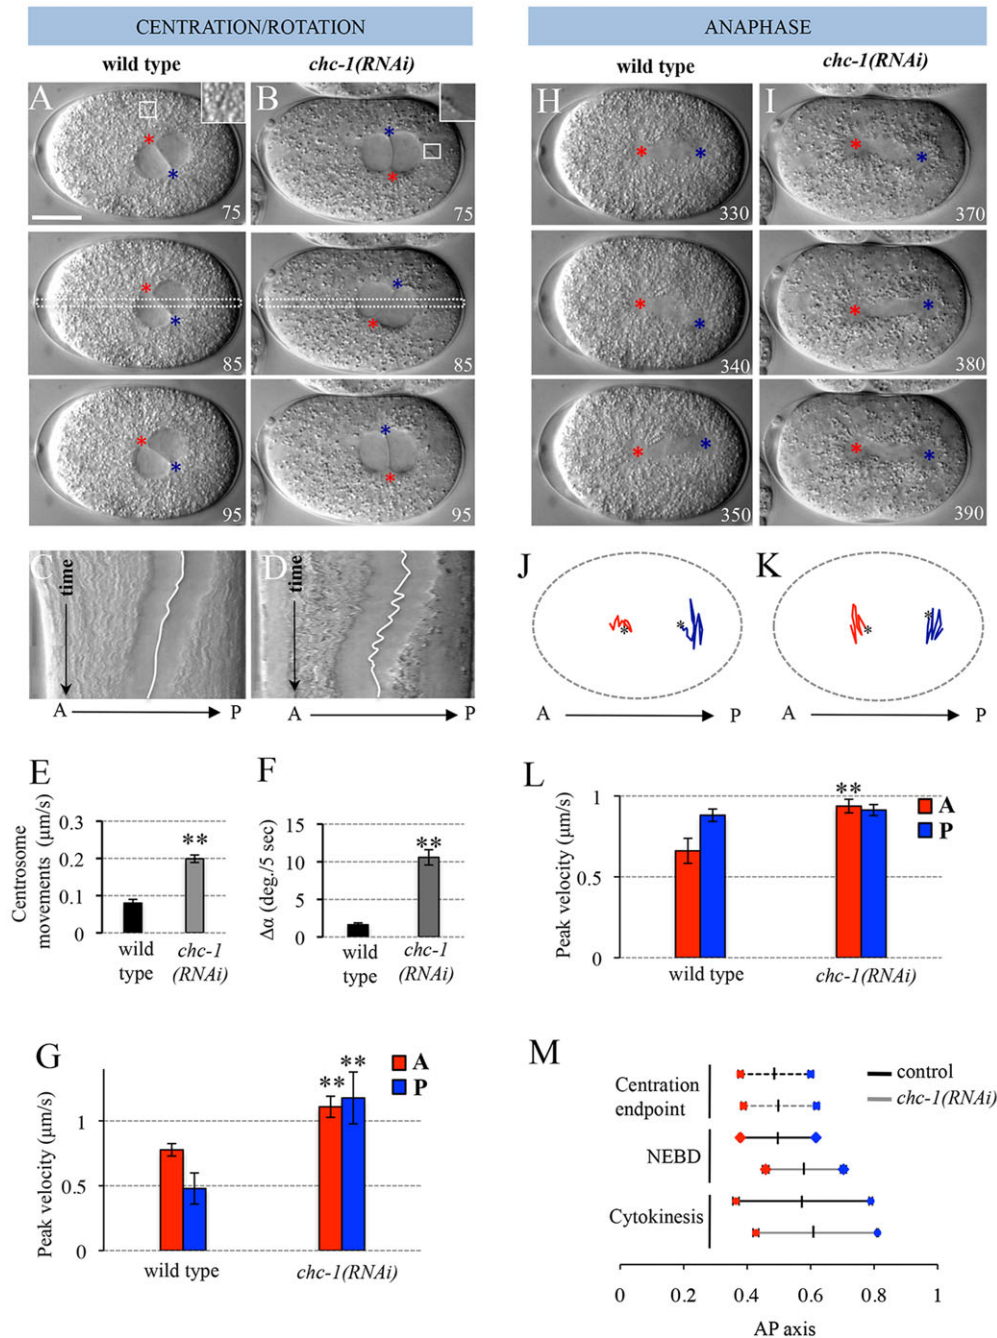 CENTRATION/ROTATION
ANAPHASE
wild type
chc-1(RNAi)
wild type
chc-1(RNAi)
A
75
B
75
H
330
I
370
85
85
340
380
95
95
350
390
C
time
D
time
A
P
A
P
J
K
A
P
A
P
E
Centrosome
movements (µm/s)
0.3
0.2
0.1
0
**
wild
type
chc-1
(RNAi)
F
Δα (deg./5 sec)
15
10
5
0
**
wild
type
chc-1
(RNAi)
L
Peak velocity (µm/s)
1
0.5
0
**
A
P
wild type
chc-1(RNAi)
G
Peak velocity (µm/s)
1
0.5
0
** **
A
P
wild type
chc-1(RNAi)
M
Centration
endpoint
NEBD
Cytokinesis
control
chc-1(RNAi)
0 0.2 0.4 0.6 0.8 1
AP axis